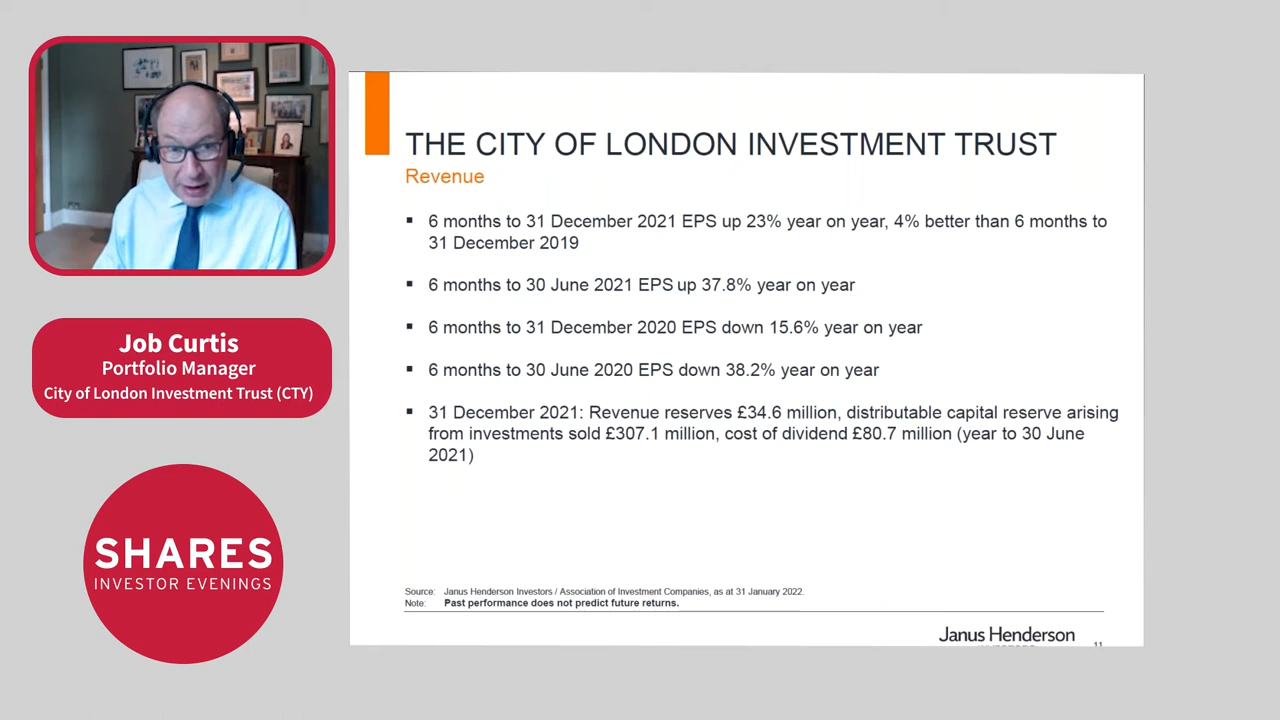 THE CITY OF LONDON INVESTMENT TRUST
Revenue
▪ 6 months to 31 December 2021 EPS up 23% year on year, 4% better than 6 months to
31 December 2019
▪ 6 months to 30 June 2021 EPS up 37.8% year on year
▪ 6 months to 31 December 2020 EPS down 15.6% year on year
▪ 6 months to 30 June 2020 EPS down 38.2% year on year
▪ 31 December 2021: Revenue reserves £34.6 million, distributable capital reserve arising
from investments sold £307.1 million, cost of dividend £80.7 million (year to 30 June
2021)
Source: Janus Henderson Investors / Association of Investment Companies, as at 31 January 2022.
Note: Past performance does not predict future returns.
Janus Henderson
11
Job Curtis
Portfolio Manager
City of London Investment Trust (CTY)
SHARES
INVESTOR EVENINGS